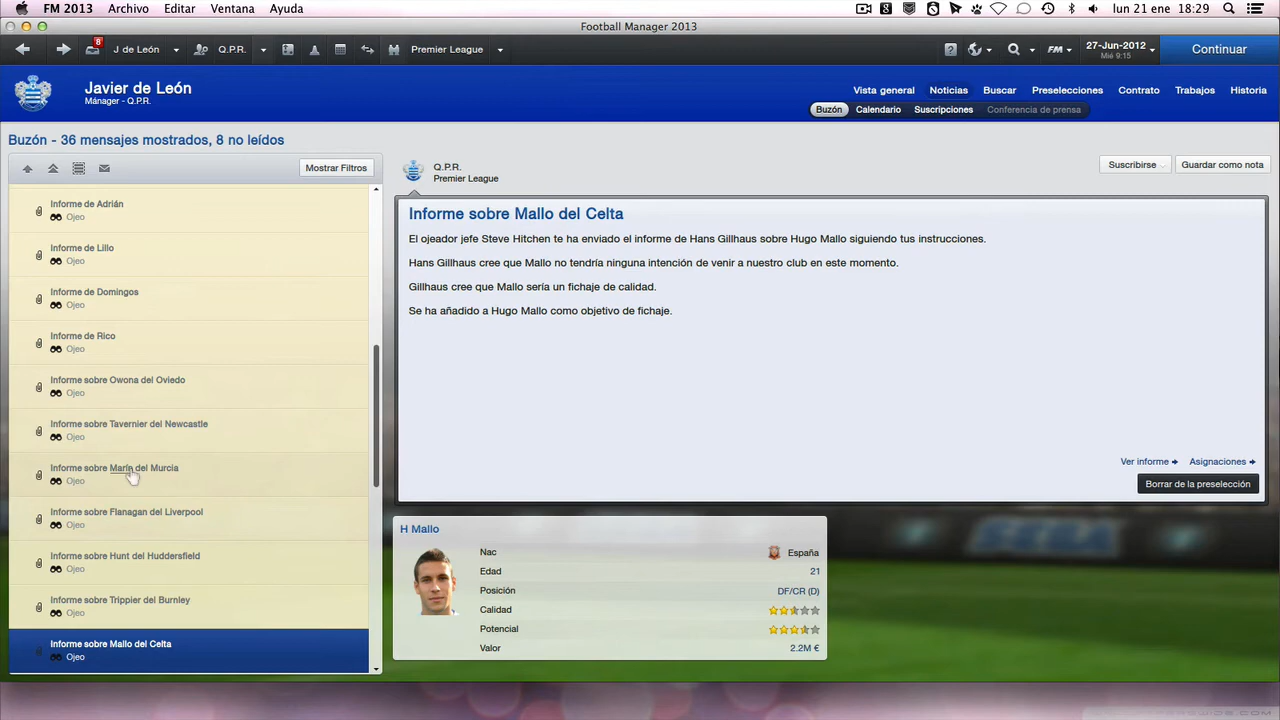 FM 2013 Archivo Editar Ventana Ayuda lun 21 ene 18:29
Football Manager 2013
8 J de León Q.P.R. Premier League ? FM 27-Jun-2012 Mié 9:15 Continuar
Javier de León
Mánager - Q.P.R.
Vista general Noticias Buscar Preselecciones Contrato Trabajos Historia
Buzón Calendario Suscripciones Conferencia de prensa
Buzón - 36 mensajes mostrados, 8 no leídos
Mostrar Filtros
Informe de Adrián
Ojeo
Informe de Lillo
Ojeo
Informe de Domingos
Ojeo
Informe de Rico
Ojeo
Informe sobre Owona del Oviedo
Ojeo
Informe sobre Tavernier del Newcastle
Ojeo
Informe sobre María del Murcia
Ojeo
Informe sobre Flanagan del Liverpool
Ojeo
Informe sobre Hunt del Huddersfield
Ojeo
Informe sobre Trippier del Burnley
Ojeo
Informe sobre Mallo del Celta
Ojeo
Q.P.R.
Premier League
Suscribirse Guardar como nota
Informe sobre Mallo del Celta
El ojeador jefe Steve Hitchen te ha enviado el informe de Hans Gillhaus sobre Hugo Mallo siguiendo tus instrucciones.
Hans Gillhaus cree que Mallo no tendría ninguna intención de venir a nuestro club en este momento.
Gillhaus cree que Mallo sería un fichaje de calidad.
Se ha añadido a Hugo Mallo como objetivo de fichaje.
Ver informe Asignaciones
Borrar de la preselección
H Mallo
Nac España
Edad 21
Posición DF/CR (D)
Calidad
Potencial
Valor 2.2M €
SEGA